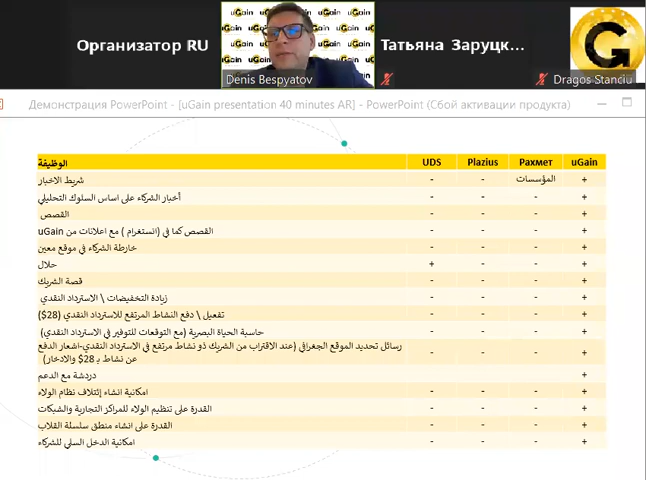 Организатор RU
Denis Bespyatov
Татьяна Заруцк...
Dragos Stanciu
uGain
Демонстрация PowerPoint - [uGain presentation 40 minutes AR] - PowerPoint (Сбой активации продукта)
الوظيفة UDS Plazius Рахмет uGain
شريط الاخبار - - المؤسسات +
أخبار الشركاء على اساس السلوك التحليلي - - - +
القصص - - - +
القصص كما في (انستغرام ) مع اعلانات من uGain - - - +
خارطة الشركاء في موقع معين - - - +
حلال + - - +
قصة الشريك - - - +
زيادة التخفيضات \ الاسترداد النقدي - - - +
تفعيل \ دفع النشاط المرتفع للاسترداد النقدي (28$) - - - +
حاسبة الحياة البصرية (مع التوقعات للتوفير في الاسترداد النقدي) - - - +
رسائل تحديد الموقع الجغرافي (عند الاقتراب من الشريك ذو نشاط مرتفع في الاسترداد النقدي-اشعار الدفع
عن نشاط بـ 28$ والادخار) - - - +
دردشة مع الدعم +
امكانية انشاء إئتلاف نظام الولاء - - - +
القدرة على تنظيم الولاء للمراكز التجارية والشبكات - - - +
القدرة على انشاء منطق سلسلة القلاب - - - +
امكانية الدخل السلبي للشركاء - - - +